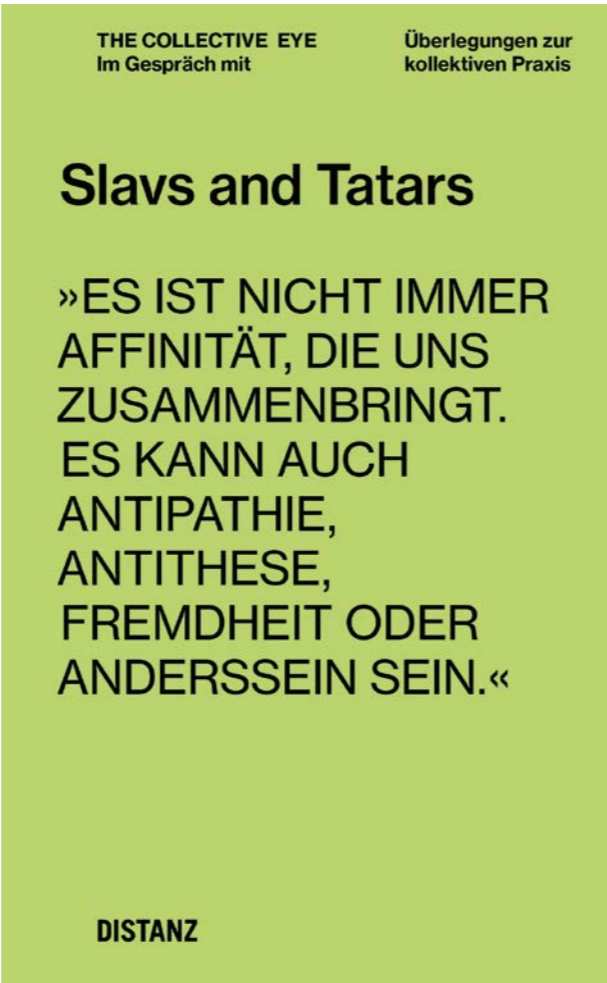 THE COLLECTIVE EYE
Im Gespräch mit
Überlegungen zur
kollektiven Praxis
Slavs and Tatars
»ES IST NICHT IMMER
AFFINITÄT, DIE UNS
ZUSAMMENBRINGT.
ES KANN AUCH
ANTIPATHIE,
ANTITHESE,
FREMDHEIT ODER
ANDERSSEIN SEIN.«
DISTANZ